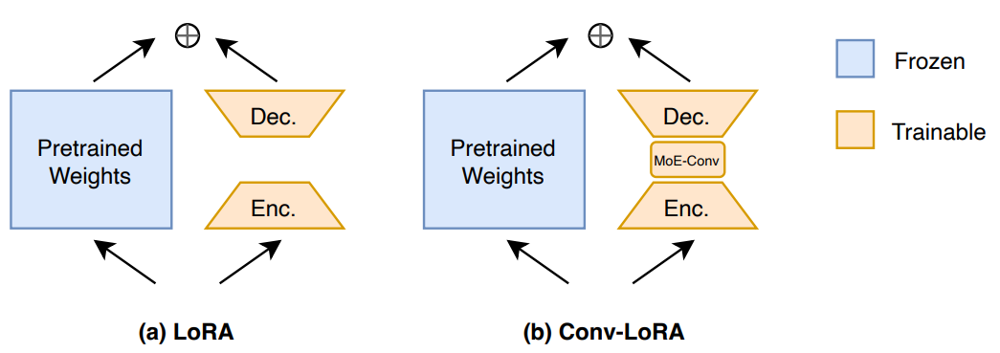 Pretrained
Weights
Dec.
Enc.
(a) LoRA
Pretrained
Weights
Dec.
MoE-Conv
Enc.
(b) Conv-LoRA
Frozen
Trainable